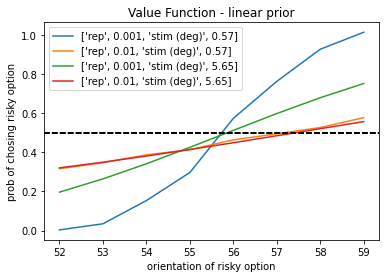 Value Function - linear prior
['rep', 0.001, 'stim (deg)', 0.57]
['rep', 0.01, 'stim (deg)', 0.57]
['rep', 0.001, 'stim (deg)', 5.65]
['rep', 0.01, 'stim (deg)', 5.65]
prob of chosing risky option
1.0
0.8
0.6
0.4
0.2
0.0
52 53 54 55 56 57 58 59
orientation of risky option